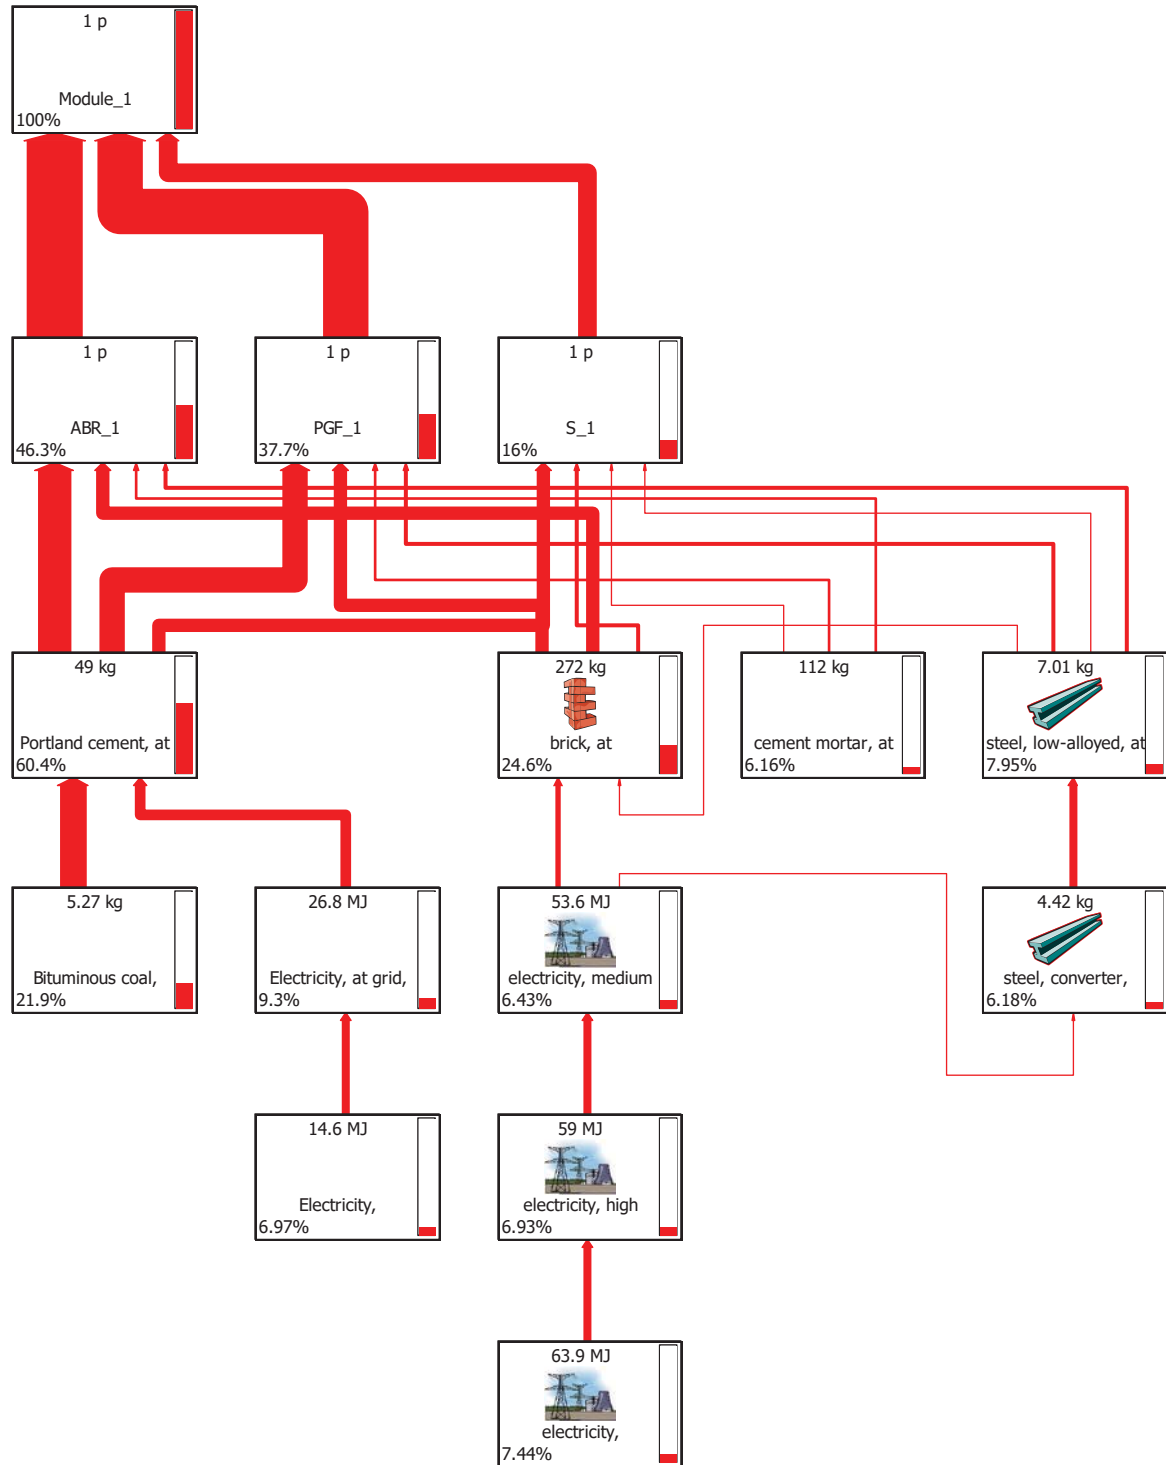 1 p
Module_1
100%
1 p
ABR_1
46.3%
1 p
PGF_1
37.7%
1 p
S_1
16%
49 kg
Portland cement, at
60.4%
272 kg
brick, at
24.6%
112 kg
cement mortar, at
6.16%
7.01 kg
steel, low-alloyed, at
7.95%
5.27 kg
Bituminous coal,
21.9%
26.8 MJ
Electricity, at grid,
9.3%
53.6 MJ
electricity, medium
6.43%
4.42 kg
steel, converter,
6.18%
14.6 MJ
Electricity,
6.97%
59 MJ
electricity, high
6.93%
63.9 MJ
electricity,
7.44%